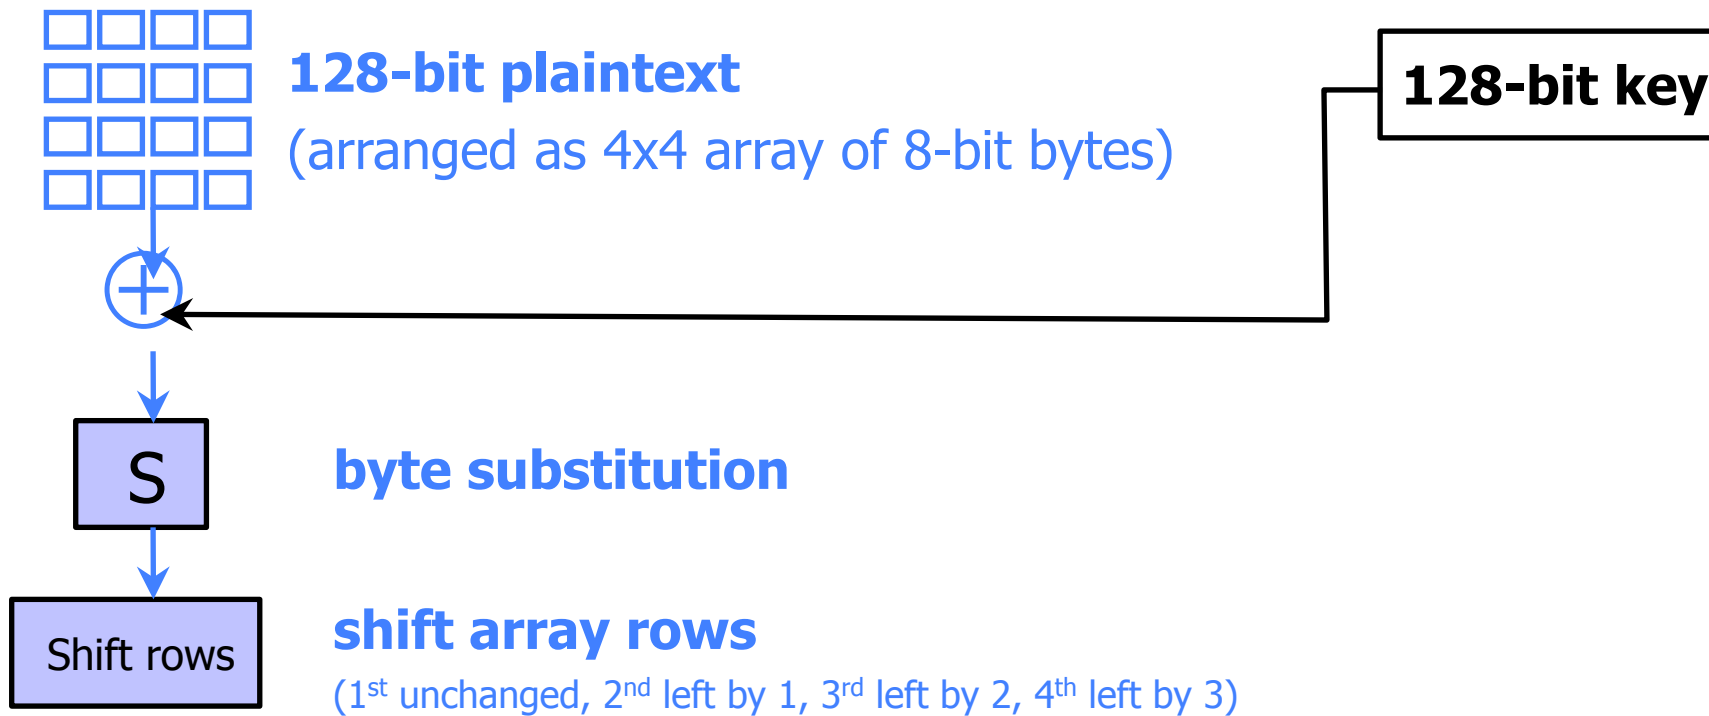 128-bit plaintext
(arranged as 4x4 array of 8-bit bytes)
128-bit key
S
byte substitution
Shift rows
shift array rows
(1st unchanged, 2nd left by 1, 3rd left by 2, 4th left by 3)